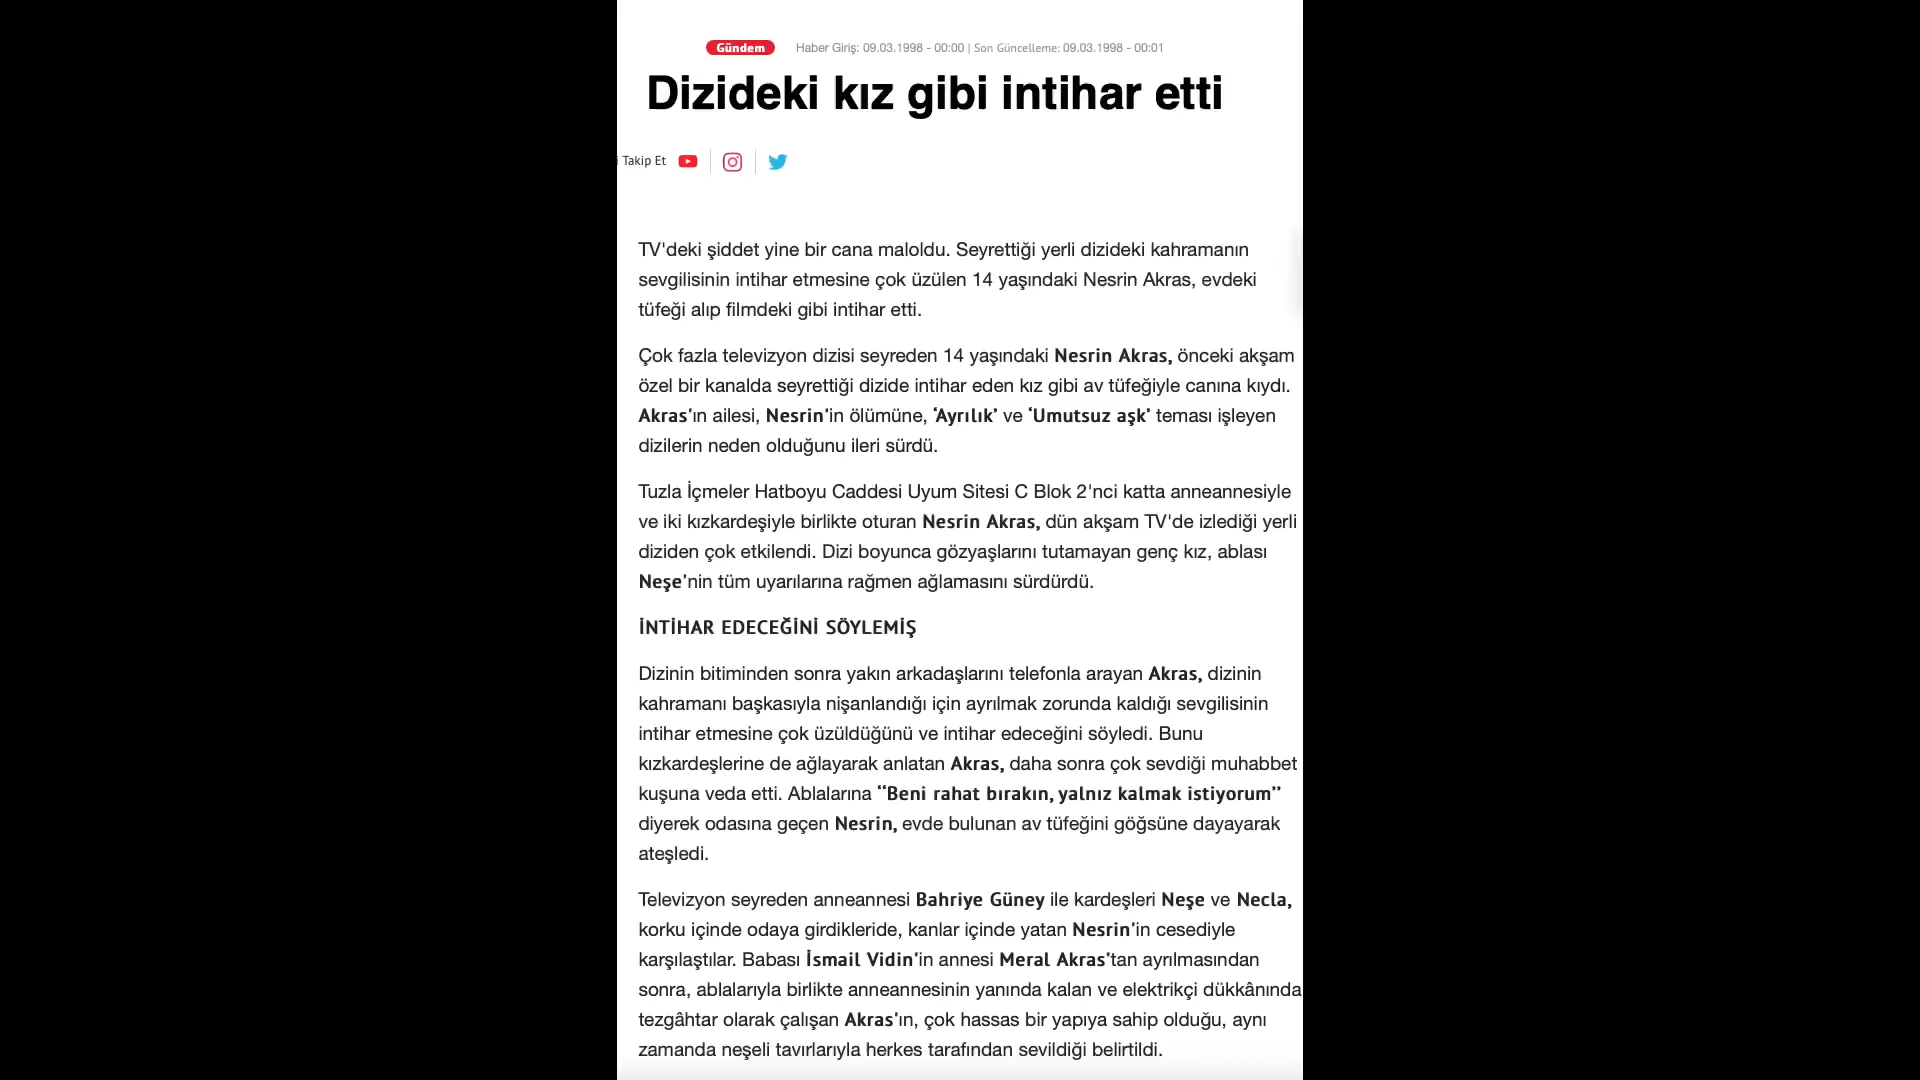 Gündem Haber Giriş: 09.03.1998 - 00:00 | Son Güncelleme: 09.03.1998 - 00:01
Dizideki kız gibi intihar etti
i Takip Et
TV'deki şiddet yine bir cana maloldu. Seyrettiği yerli dizideki kahramanın
sevgilisinin intihar etmesine çok üzülen 14 yaşındaki Nesrin Akras, evdeki
tüfeği alıp filmdeki gibi intihar etti.
Çok fazla televizyon dizisi seyreden 14 yaşındaki Nesrin Akras, önceki akşam
özel bir kanalda seyrettiği dizide intihar eden kız gibi av tüfeğiyle canına kıydı.
Akras'ın ailesi, Nesrin'in ölümüne, ‘Ayrılık’ ve ‘Umutsuz aşk’ teması işleyen
dizilerin neden olduğunu ileri sürdü.
Tuzla İçmeler Hatboyu Caddesi Uyum Sitesi C Blok 2'nci katta anneannesiyle
ve iki kızkardeşiyle birlikte oturan Nesrin Akras, dün akşam TV'de izlediği yerli
diziden çok etkilendi. Dizi boyunca gözyaşlarını tutamayan genç kız, ablası
Neşe'nin tüm uyarılarına rağmen ağlamasını sürdürdü.
İNTİHAR EDECEĞİNİ SÖYLEMİŞ
Dizinin bitiminden sonra yakın arkadaşlarını telefonla arayan Akras, dizinin
kahramanı başkasıyla nişanlandığı için ayrılmak zorunda kaldığı sevgilisinin
intihar etmesine çok üzüldüğünü ve intihar edeceğini söyledi. Bunu
kızkardeşlerine de ağlayarak anlatan Akras, daha sonra çok sevdiği muhabbet
kuşuna veda etti. Ablalarına ‘‘Beni rahat bırakın, yalnız kalmak istiyorum’’
diyerek odasına geçen Nesrin, evde bulunan av tüfeğini göğsüne dayayarak
ateşledi.
Televizyon seyreden anneannesi Bahriye Güney ile kardeşleri Neşe ve Necla,
korku içinde odaya girdikleride, kanlar içinde yatan Nesrin'in cesediyle
karşılaştılar. Babası İsmail Vidin'in annesi Meral Akras'tan ayrılmasından
sonra, ablalarıyla birlikte anneannesinin yanında kalan ve elektrikçi dükkânında
tezgâhtar olarak çalışan Akras'ın, çok hassas bir yapıya sahip olduğu, aynı
zamanda neşeli tavırlarıyla herkes tarafından sevildiği belirtildi.